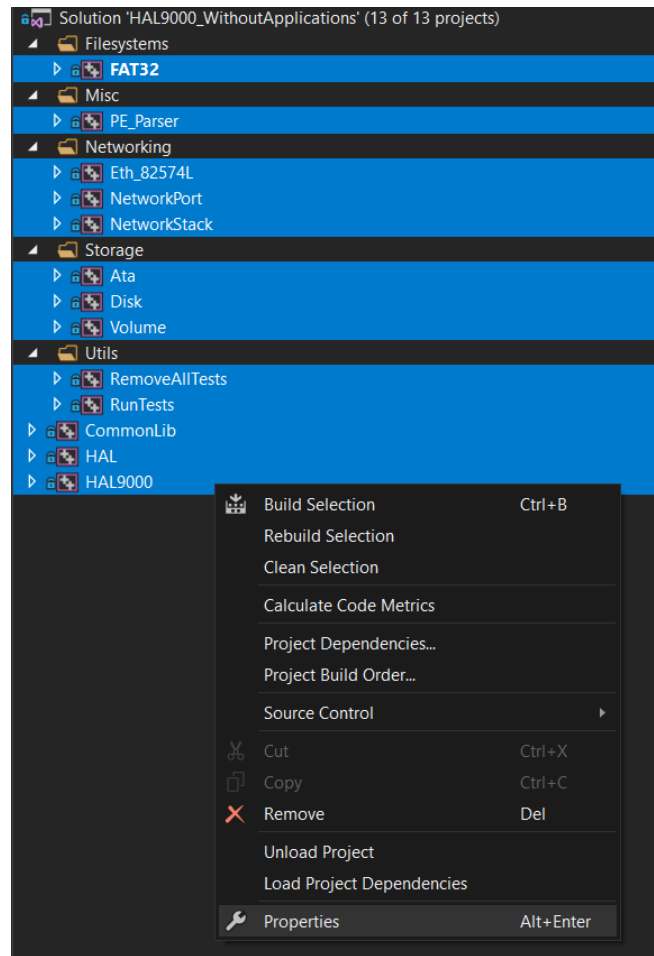 Solution 'HAL9000_WithoutApplications' (13 of 13 projects)
Filesystems
FAT32
Misc
PE_Parser
Networking
Eth_82574L
NetworkPort
NetworkStack
Storage
Ata
Disk
Volume
Utils
RemoveAllTests
RunTests
CommonLib
HAL
HAL9000
Build Selection Ctrl+B
Rebuild Selection
Clean Selection
Calculate Code Metrics
Project Dependencies...
Project Build Order...
Source Control
Cut Ctrl+X
Copy Ctrl+C
Remove Del
Unload Project
Load Project Dependencies
Properties Alt+Enter